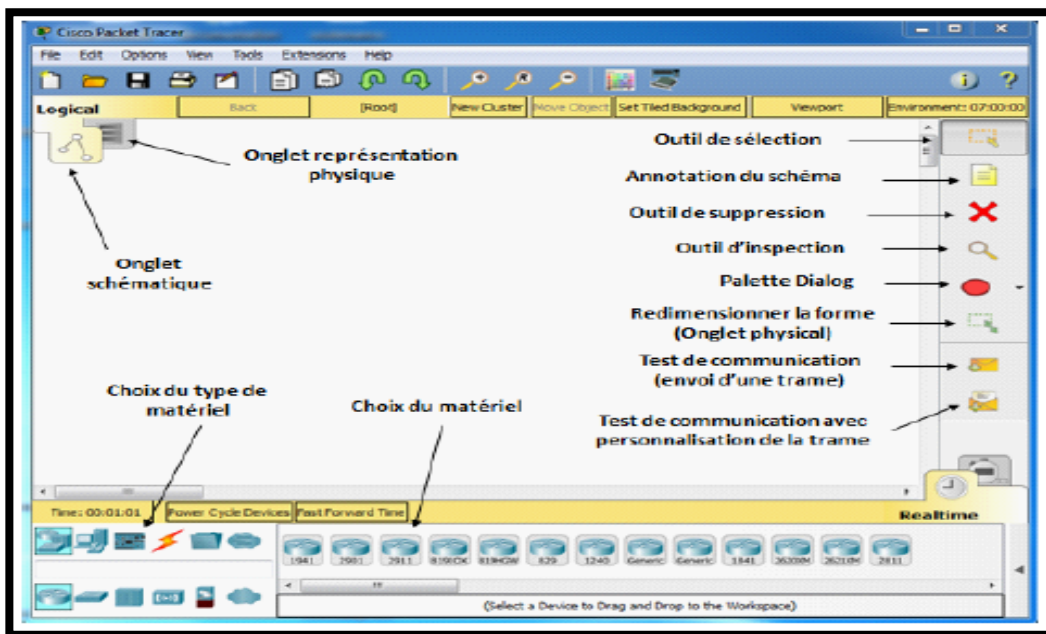 Cisco Packet Tracer
File Edit Options View Tools Extensions Help
Logical Back [Root] New Cluster Move Object Set Tiled Background Viewport Environment: 07:00:00
Onglet représentation
physique
Onglet
schématique
Outil de sélection
Annotation du schéma
Outil de suppression
Outil d'inspection
Palette Dialog
Redimensionner la forme
(Onglet physical)
Test de communication
(envoi d'une trame)
Test de communication avec
personnalisation de la trame
Choix du type de
matériel
Choix du matériel
Time: 00:01:01 Power Cycle Devices Fast Forward Time
Realtime
1941 2901 2911 819IOX 819HGW 829 1240 Generic Generic 1841 2620XM 2621XM 2811
(Select a Device to Drag and Drop to the Workspace)